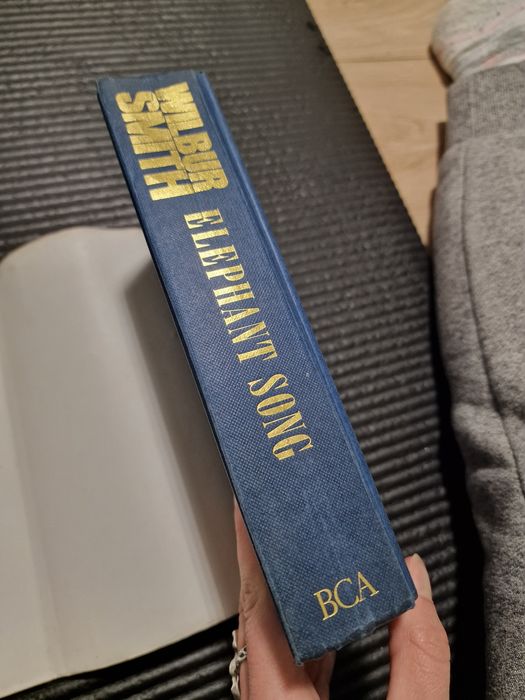 WILBUR
SMITH
ELEPHANT SONG
BCA